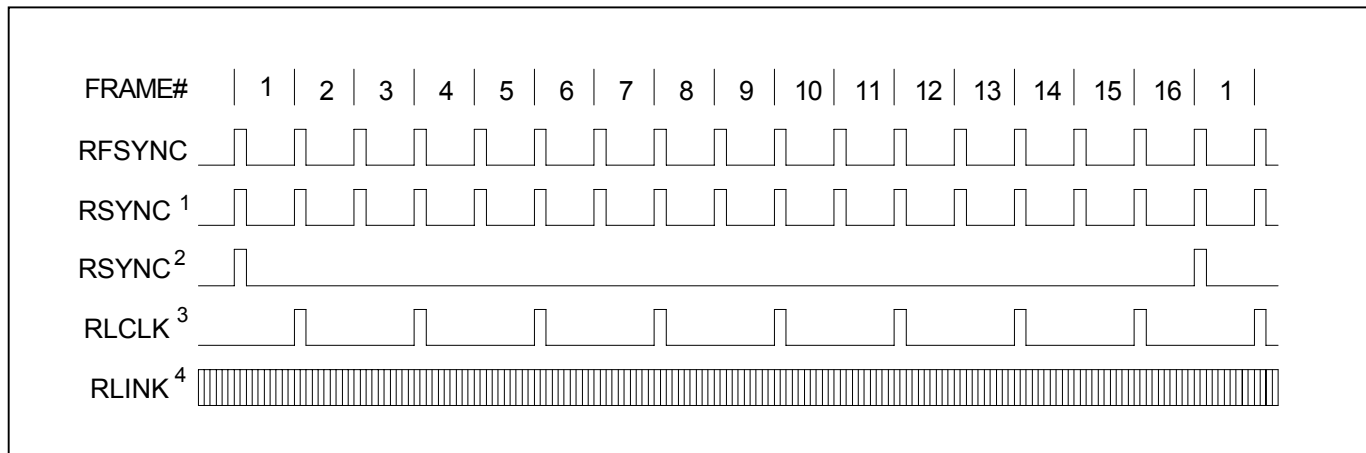 FRAME# 1 2 3 4 5 6 7 8 9 10 11 12 13 14 15 16 1
RFSYNC
RSYNC 1
RSYNC 2
RLCLK 3
RLINK 4